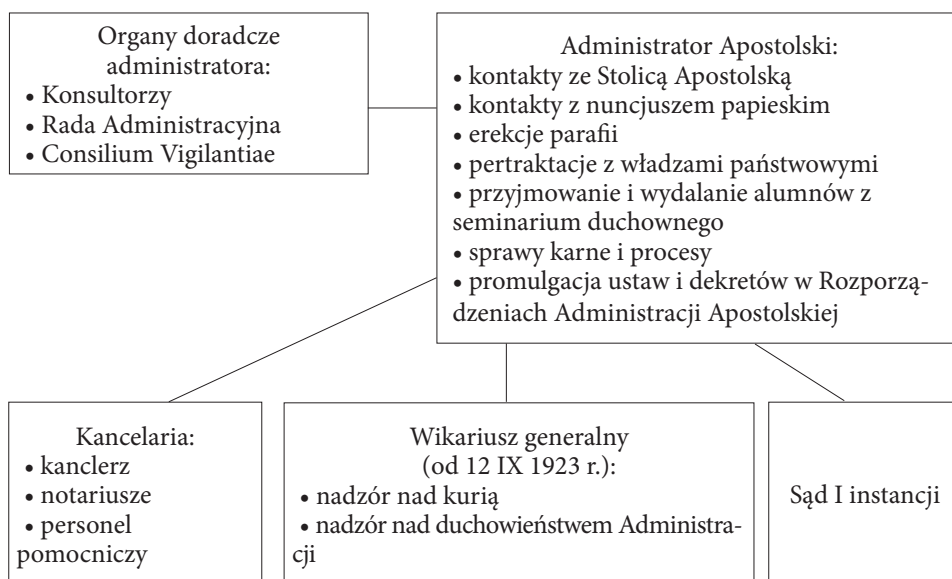 Organy doradcze
administratora:
• Konsultorzy
• Rada Administracyjna
• Consilium Vigilantiae
Administrator Apostolski:
• kontakty ze Stolicą Apostolską
• kontakty z nuncjuszem papieskim
• erekcje parafii
• pertraktacje z władzami państwowymi
• przyjmowanie i wydalanie alumnów z
seminarium duchownego
• sprawy karne i procesy
• promulgacja ustaw i dekretów w Rozporzą-
dzeniach Administracji Apostolskiej
Kancelaria:
• kanclerz
• notariusze
• personel
pomocniczy
Wikariusz generalny
(od 12 IX 1923 r.):
• nadzór nad kurią
• nadzór nad duchowieństwem Administra-
cji
Sąd I instancji